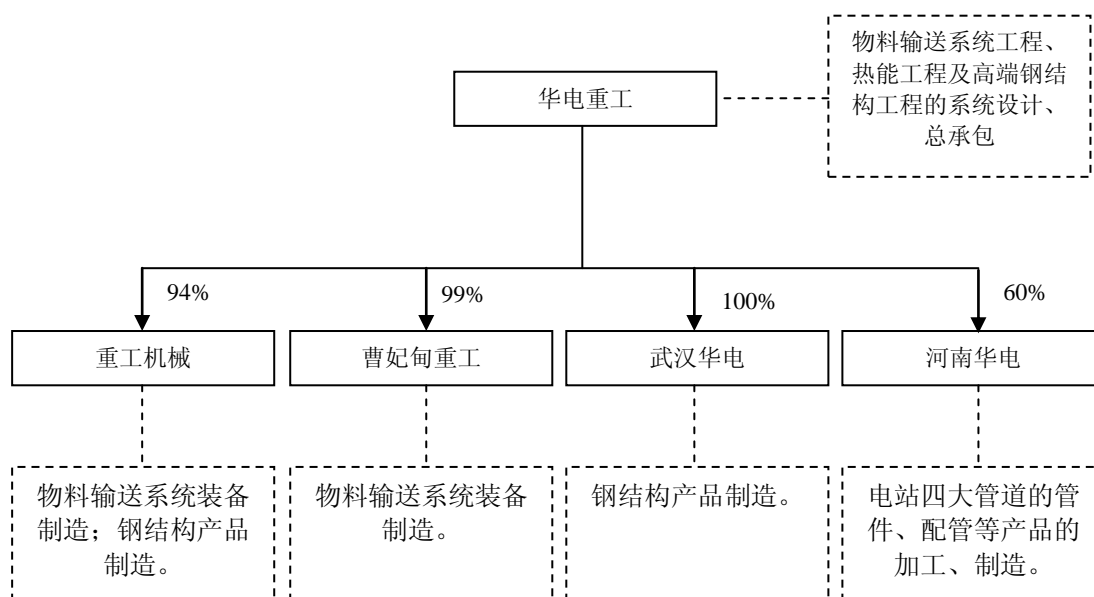 物料输送系统工程、
热能工程及高端钢结
构工程的系统设计、
总承包
华电重工
94%
99%
100%
60%
重工机械
曹妃甸重工
武汉华电
河南华电
物料输送系统装备
制造；钢结构产品
制造。
物料输送系统装备
制造。
钢结构产品制造。
电站四大管道的管
件、配管等产品的
加工、制造。